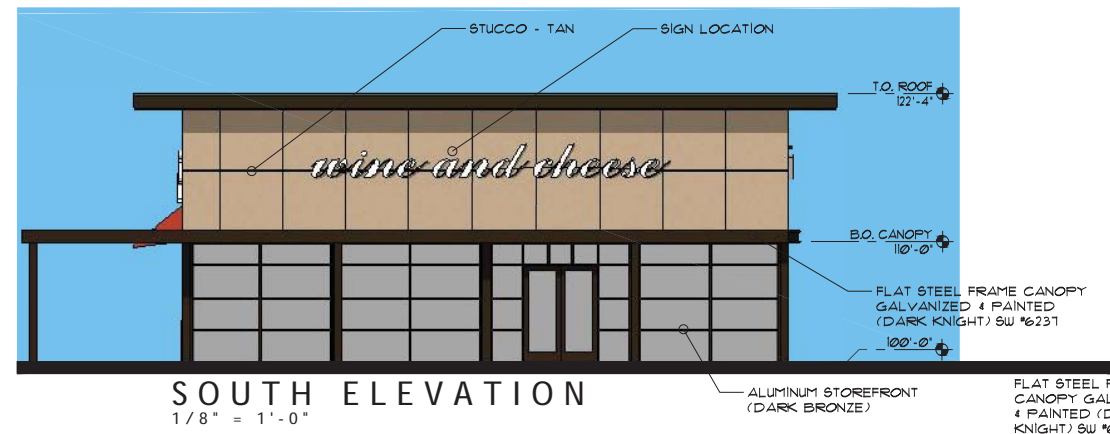 STUCCO - TAN
SIGN LOCATION
T.O. ROOF
122'-4"
wine and cheese
B.O. CANOPY
110'-0"
FLAT STEEL FRAME CANOPY
GALVANIZED & PAINTED
(DARK KNIGHT) SW #6237
100'-0"
SOUTH ELEVATION
1/8" = 1'-0"
ALUMINUM STOREFRONT
(DARK BRONZE)
FLAT STEEL F
CANOPY GAL
& PAINTED (D
KNIGHT) SW #6